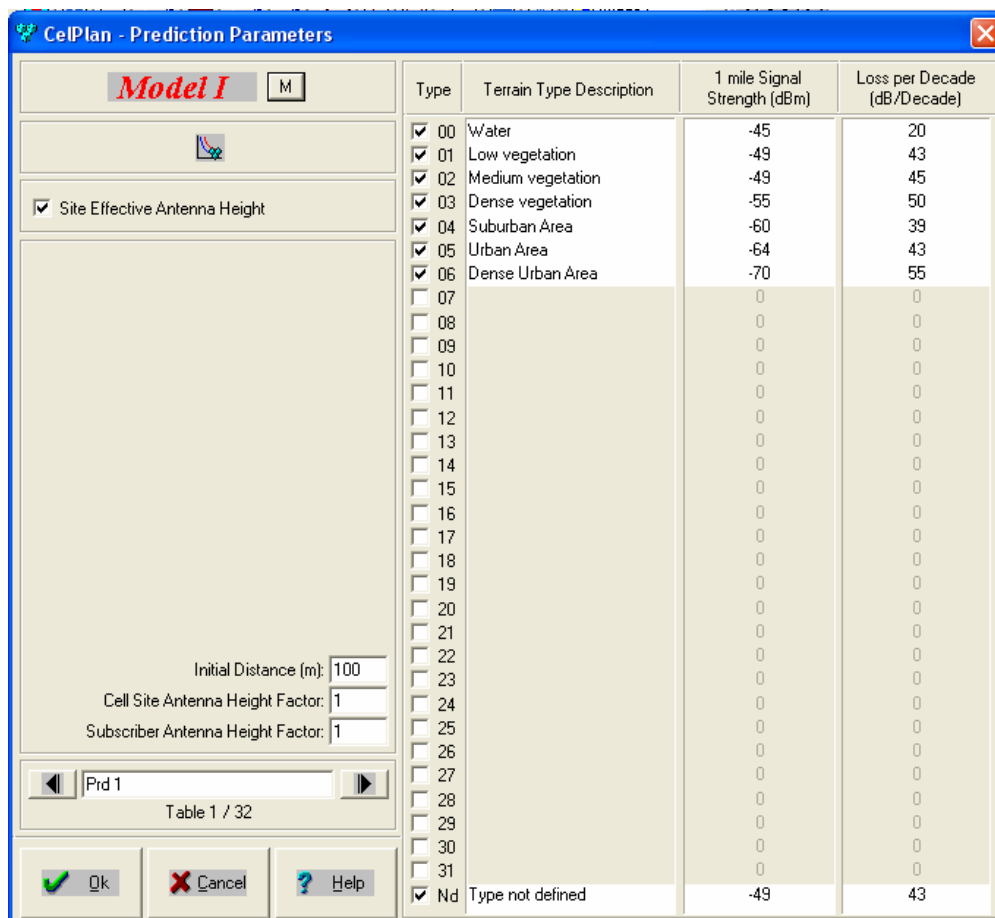 CelPlan - Prediction Parameters
Model I
M
Site Effective Antenna Height
Initial Distance (m): 100
Cell Site Antenna Height Factor: 1
Subscriber Antenna Height Factor: 1
Prd 1
Table 1 / 32
Ok
Cancel
? Help
Type Terrain Type Description 1 mile Signal Strength (dBm) Loss per Decade (dB/Decade)
00 Water -45 20
01 Low vegetation -49 43
02 Medium vegetation -49 45
03 Dense vegetation -55 50
04 Suburban Area -60 39
05 Urban Area -64 43
06 Dense Urban Area -70 55
07 0 0
08 0 0
09 0 0
10 0 0
11 0 0
12 0 0
13 0 0
14 0 0
15 0 0
16 0 0
17 0 0
18 0 0
19 0 0
20 0 0
21 0 0
22 0 0
23 0 0
24 0 0
25 0 0
26 0 0
27 0 0
28 0 0
29 0 0
30 0 0
31 0 0
Nd Type not defined -49 43